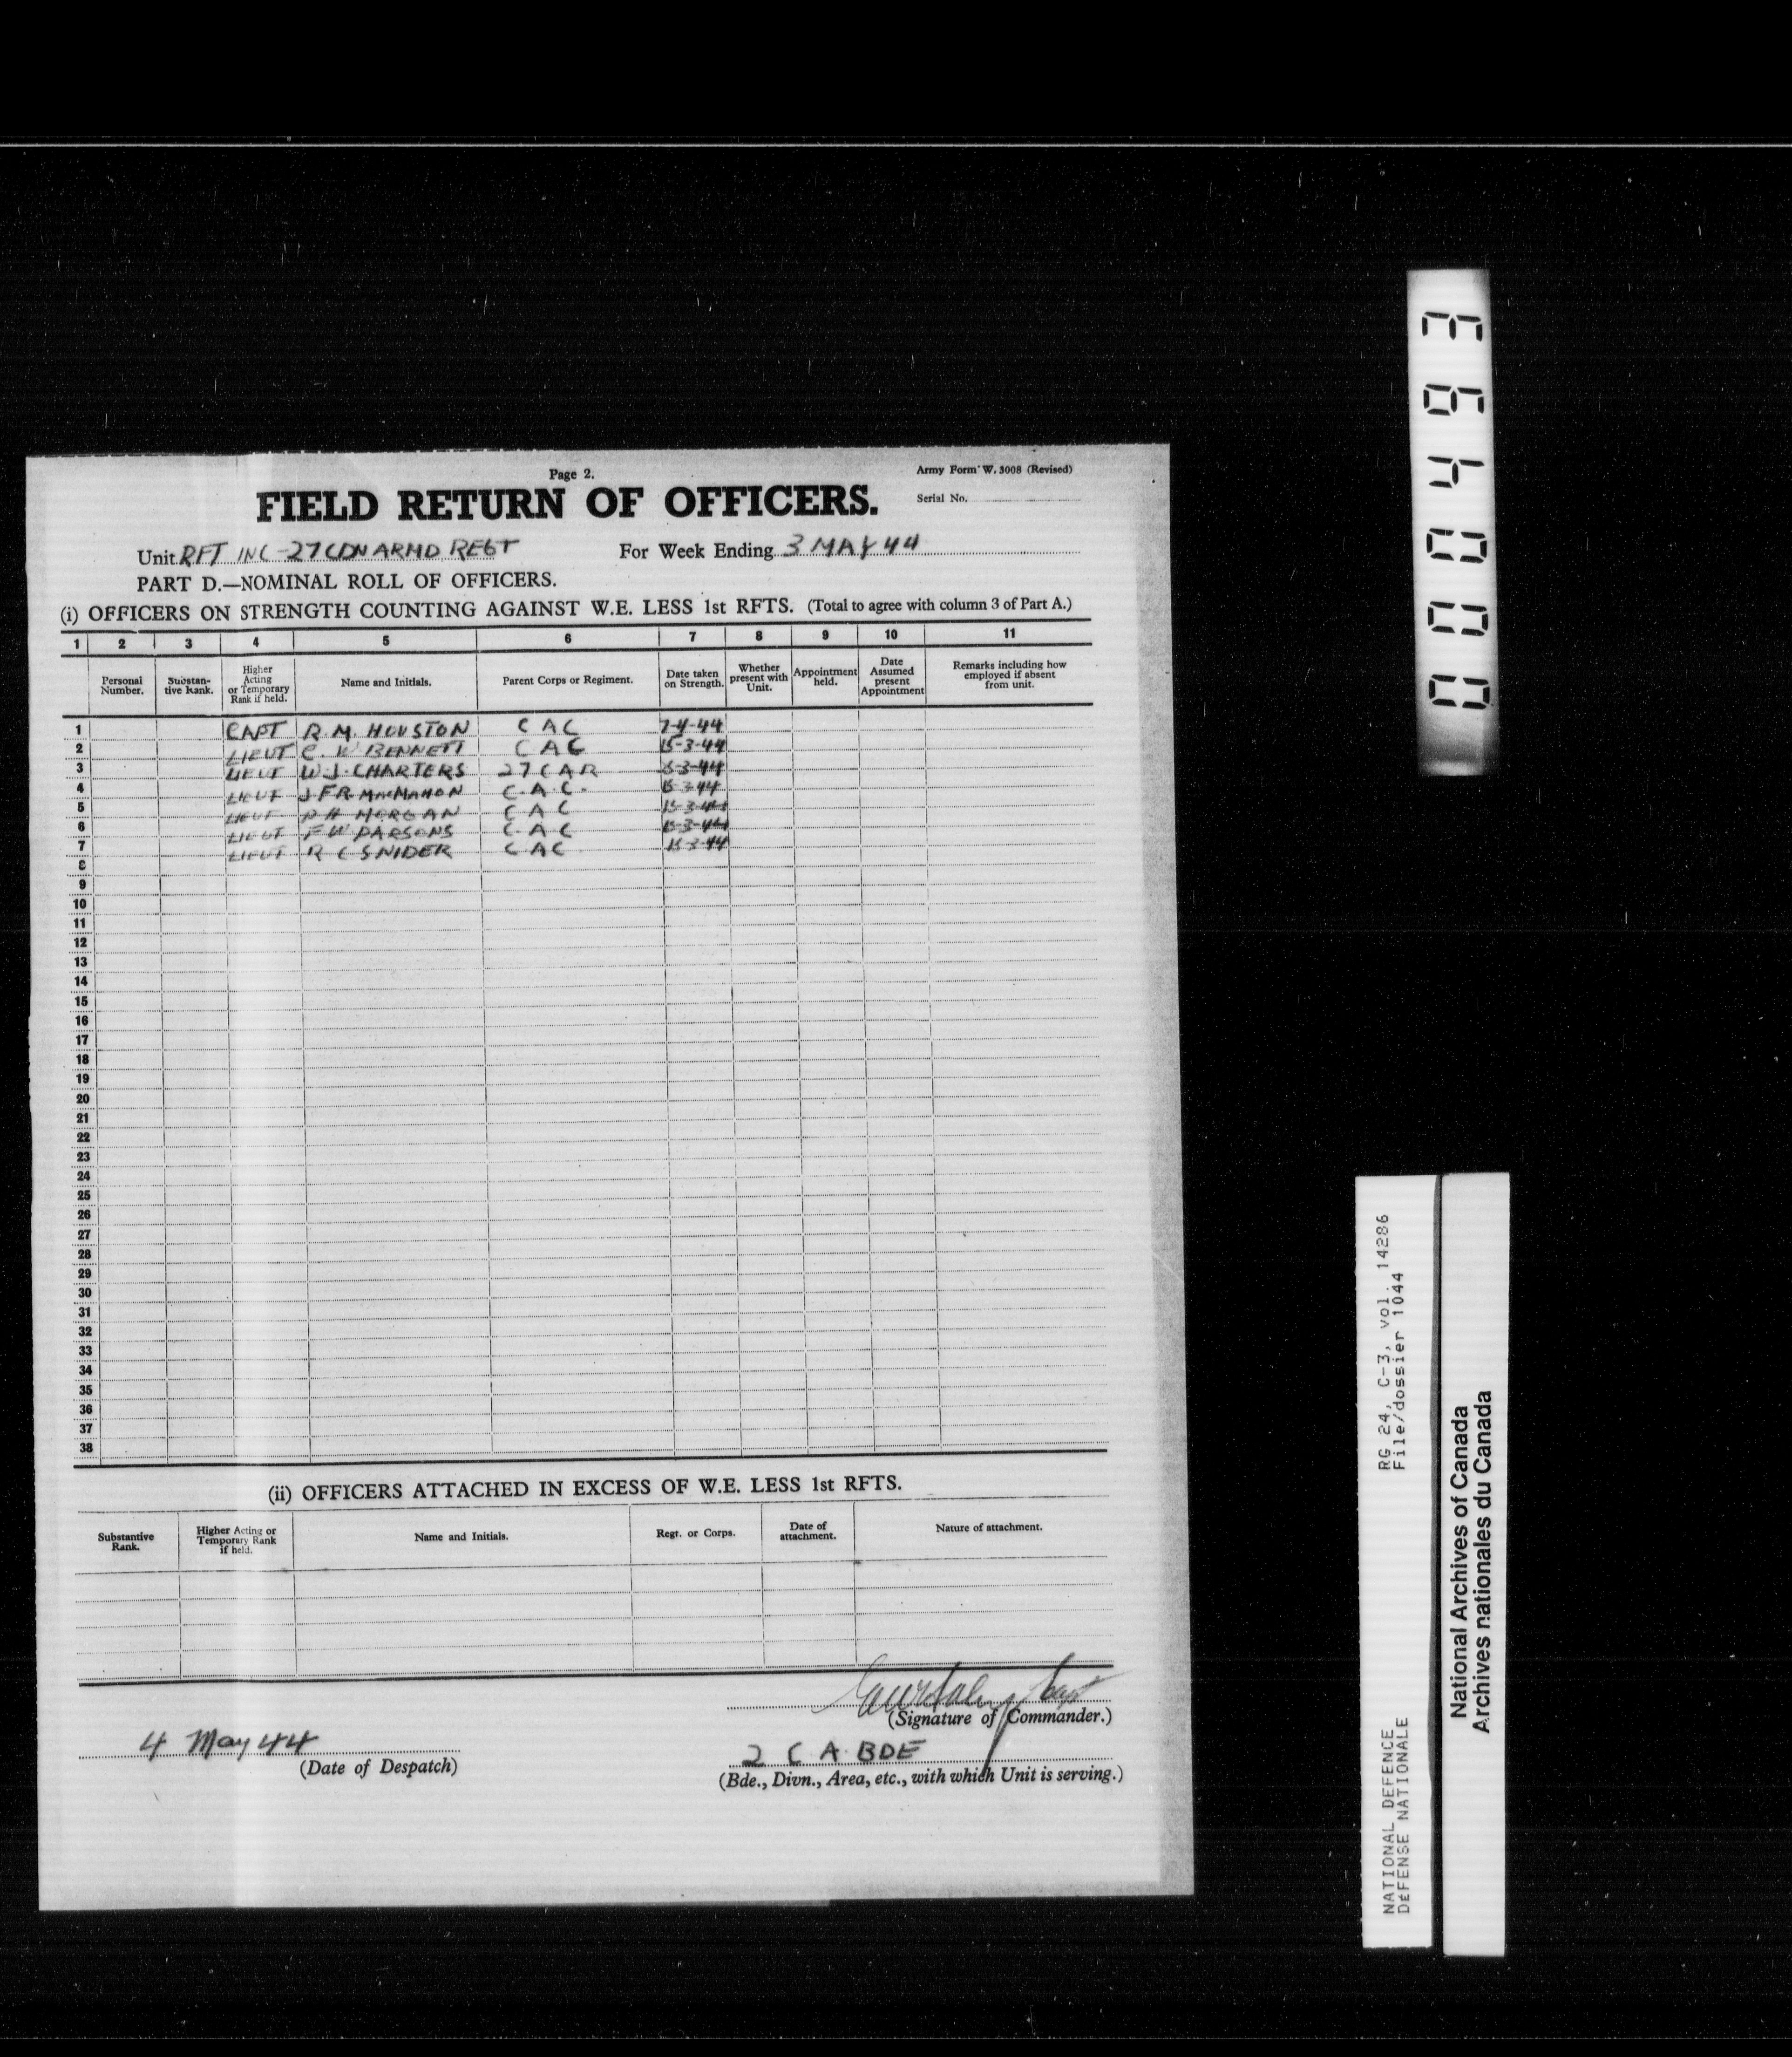 Page 2.
Army Form W. 3008 (Revised)
FIELD RETURN OF OFFICERS.
Serial No.
Unit RFT INC - 27 CDN ARMD REGT For Week Ending 3 MAY 44
PART D.—NOMINAL ROLL OF OFFICERS.
(i) OFFICERS ON STRENGTH COUNTING AGAINST W.E. LESS 1st RFTS. (Total to agree with column 3 of Part A.)
1 2 3 4 5 6 7 8 9 10 11
Personal Number. Substantive Rank. Higher Acting or Temporary Rank if held. Name and Initials. Parent Corps or Regiment. Date taken on Strength. Whether present with Unit. Appointment held. Date Assumed present Appointment Remarks including how employed if absent from unit.
1 CAPT R. M. HOUSTON C A C 7-4-44
2 LIEUT C. W BENNETT C A C 15-3-44
3 LIEUT W J. CHARTERS 27 C A R 15-3-44
4 LIEUT J F R MACMAHON C. A. C. 15-3-44
5 LIEUT MORGAN C A C 15-3-44
6 LIEUT F W PARSONS C A C 15-3-44
7 LIEUT R C SNIDER C A C 15-3-44
8
9
10
11
12
13
14
15
16
17
18
19
20
21
22
23
24
25
26
27
28
29
30
31
32
33
34
35
36
37
38
(ii) OFFICERS ATTACHED IN EXCESS OF W.E. LESS 1st RFTS.
Substantive Rank. Higher Acting or Temporary Rank if held. Name and Initials. Regt. or Corps. Date of attachment. Nature of attachment.
Capt
(Signature of Commander.)
4 May 44
(Date of Despatch)
2 C A BDE
(Bde., Divn., Area, etc., with which Unit is serving.)
000493
RG 24, C-3, vol. 14286
File/dossier 1044
NATIONAL DEFENCE
DÉFENSE NATIONALE
National Archives of Canada
Archives nationales du Canada